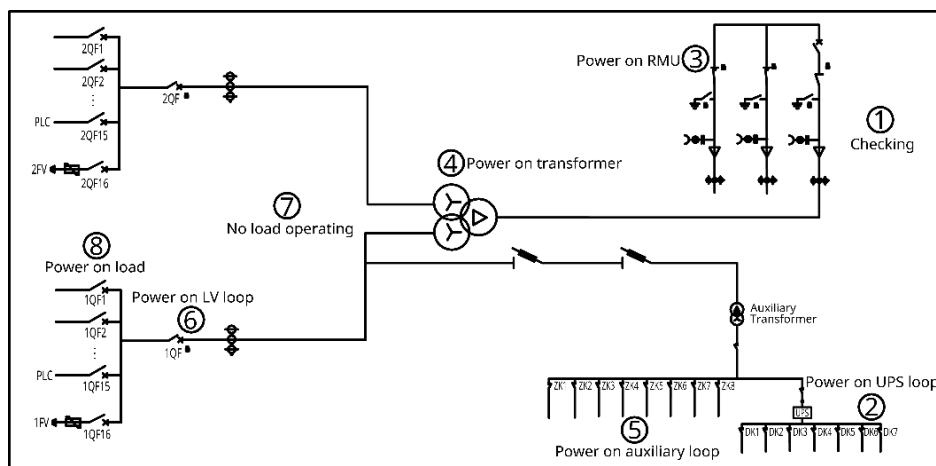 2QF1
2QF2
PLC
2QF15
2FV
2QF16
2QF
③
Power on RMU
①
Checking
④ Power on transformer
⑦
No load operating
⑧
Power on load
1QF1
1QF2
PLC
1QF15
1FV
1QF16
Power on LV loop
⑥
1QF
Auxiliary
Transformer
ZK1 ZK2 ZK3 ZK4 ZK5 ZK6 ZK7 ZK8
⑤
Power on auxiliary loop
Power on UPS loop
UPS
②
DK1 DK2 DK3 DK4 DK5 DK6 DK7